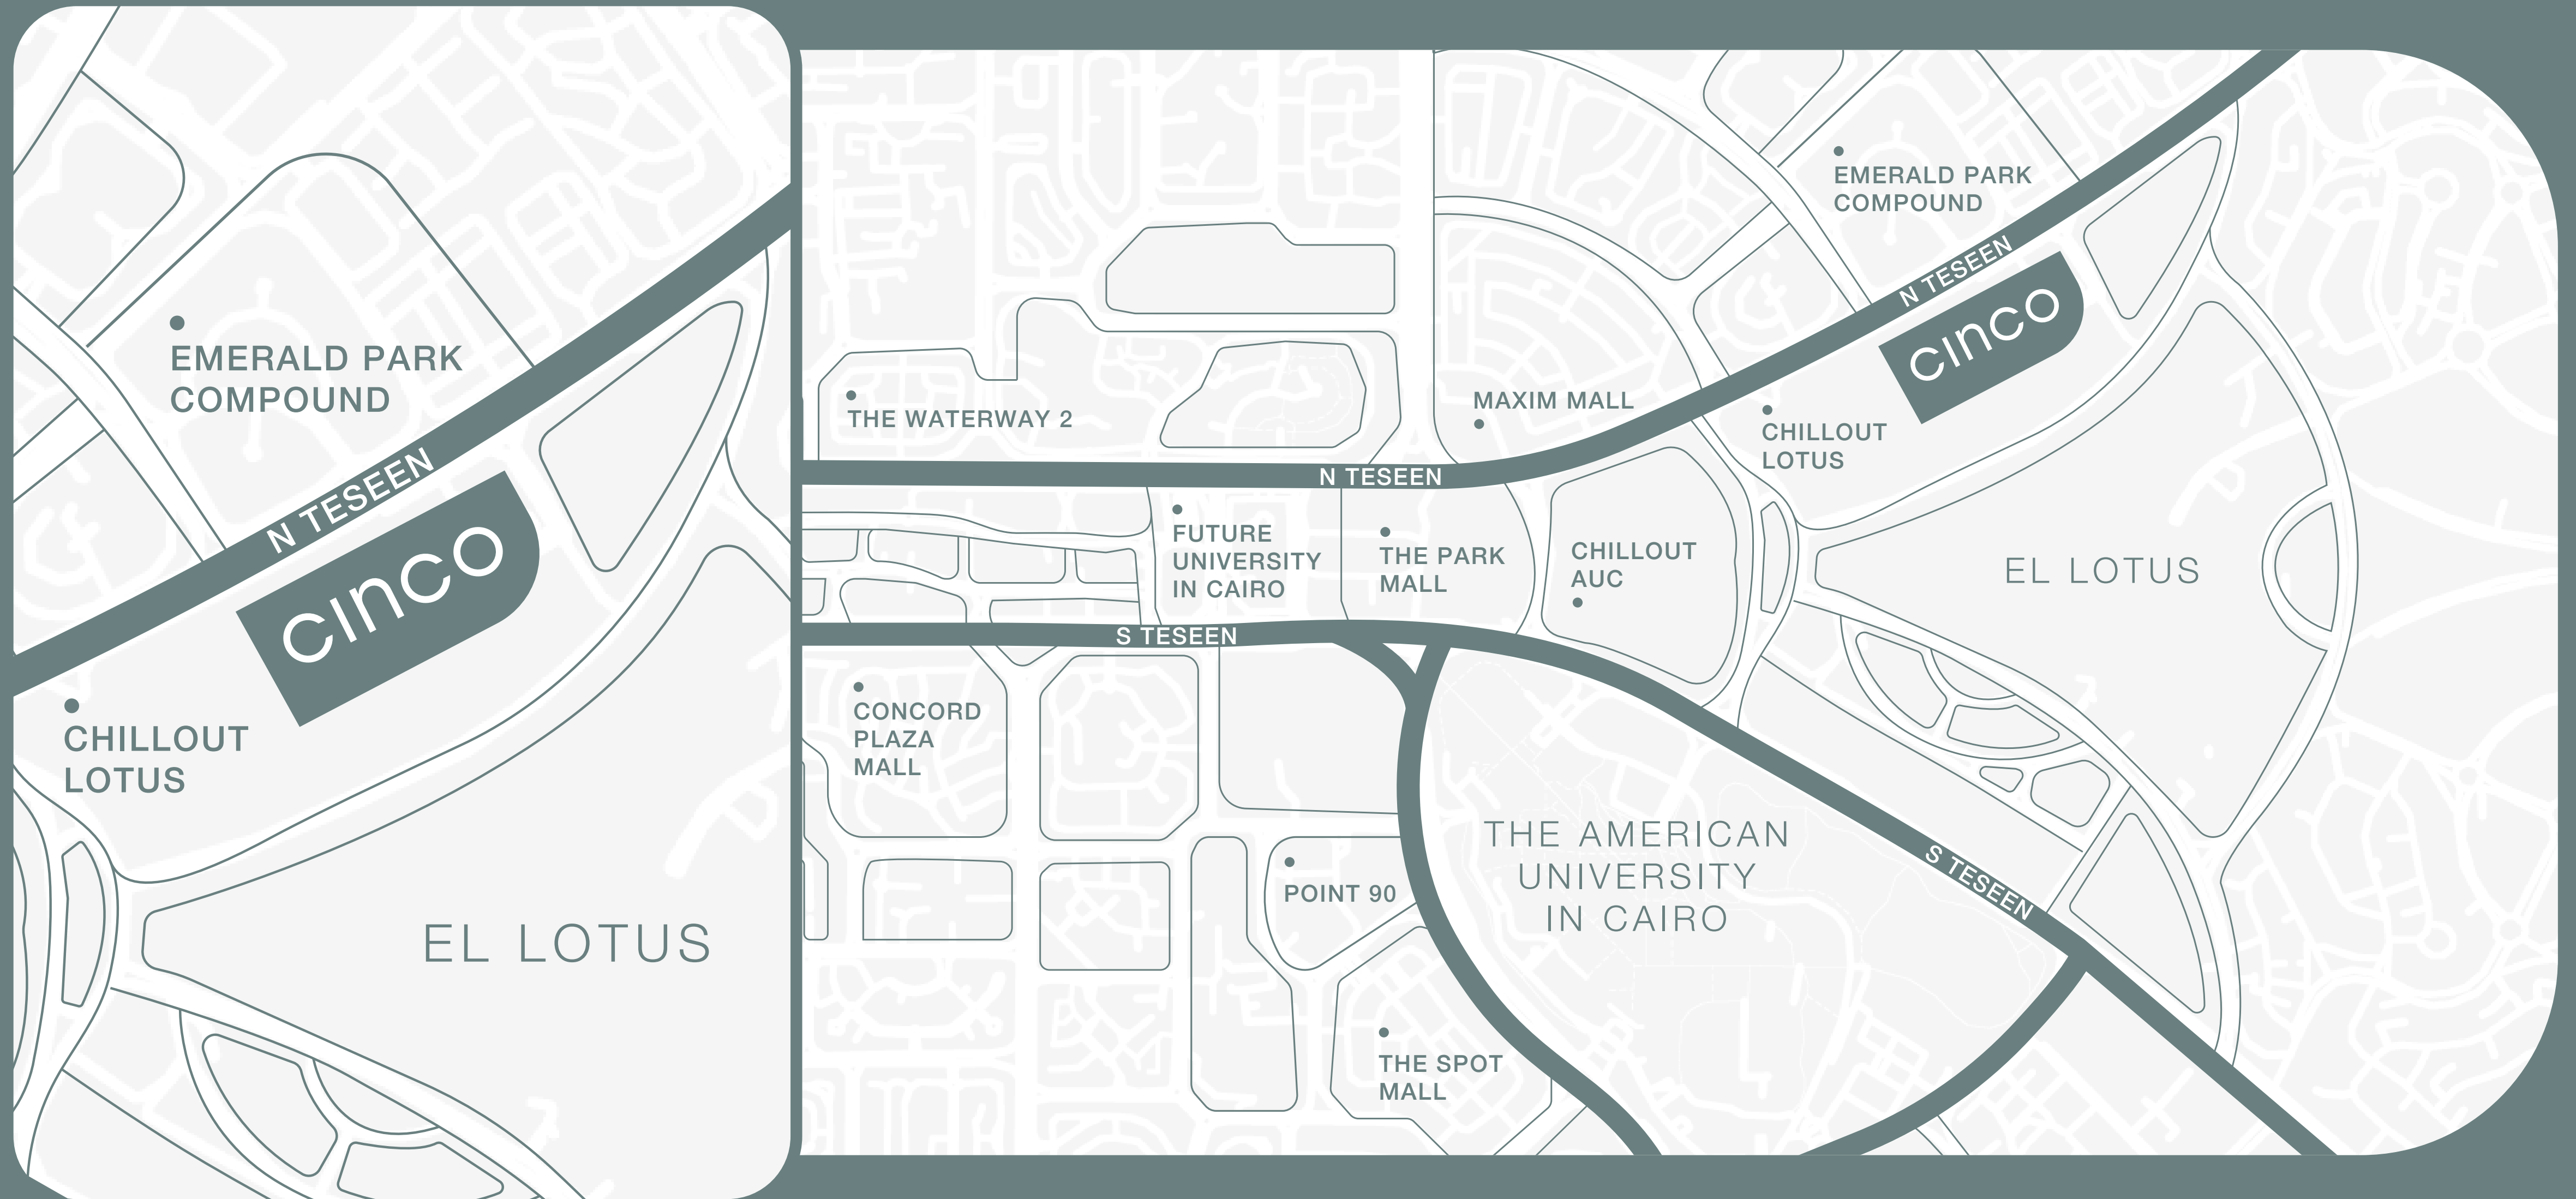 EMERALD PARK
COMPOUND
N TESEEN
CINCO
CHILLOUT
LOTUS
EL LOTUS
EMERALD PARK
COMPOUND
N TESEEN
CINCO
MAXIM MALL
THE WATERWAY 2
CHILLOUT
LOTUS
N TESEEN
FUTURE
UNIVERSITY
IN CAIRO
THE PARK
MALL
CHILLOUT
AUC
EL LOTUS
S TESEEN
CONCORD
PLAZA
MALL
THE AMERICAN
UNIVERSITY
IN CAIRO
S TESEEN
POINT 90
THE SPOT
MALL